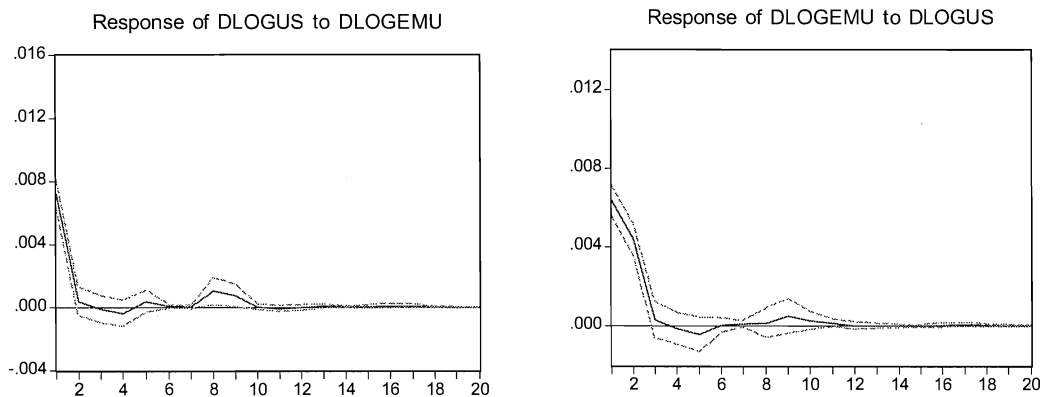 Response of DLOGUS to DLOGEMU
.016
.012
.008
.004
.000
-.004
2 4 6 8 10 12 14 16 18 20
Response of DLOGEMU to DLOGUS
.012
.008
.004
.000
2 4 6 8 10 12 14 16 18 20